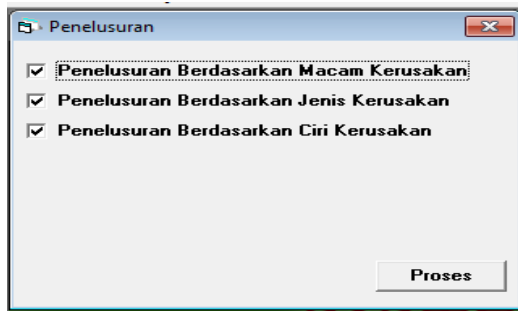 Penelusuran
Penelusuran Berdasarkan Macam Kerusakan
Penelusuran Berdasarkan Jenis Kerusakan
Penelusuran Berdasarkan Ciri Kerusakan
Proses